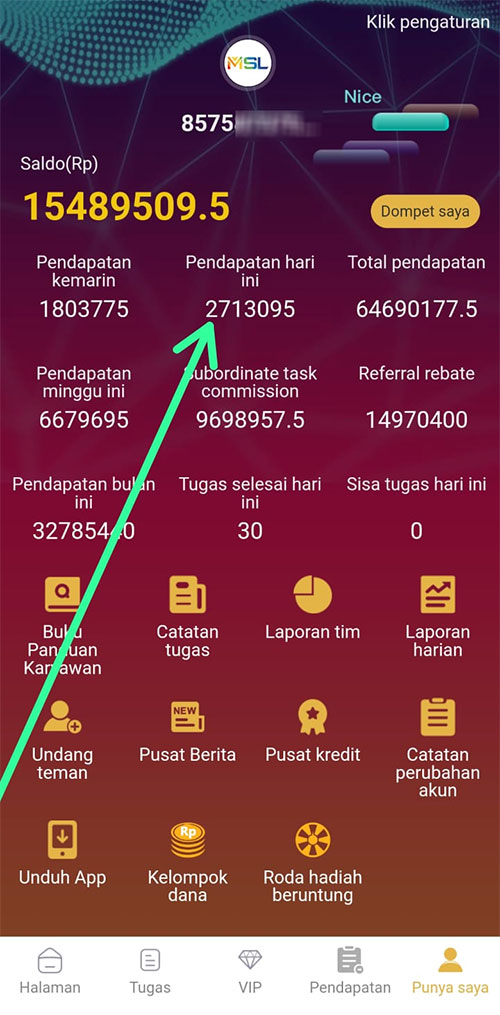 Klik pengaturan
MSL
Nice
8575
Saldo(Rp)
15489509.5
Dompet saya
Pendapatan
kemarin
1803775
Pendapatan hari
ini
2713095
Total pendapatan
64690177.5
Pendapatan
minggu ini
6679695
Subordinate task
commission
9698957.5
Referral rebate
14970400
Pendapatan bulan
ini
32785440
Tugas selesai hari
ini
30
Sisa tugas hari ini
0
Buku
Panduan
Karyawan
Catatan
tugas
Laporan tim
Laporan
harian
Undang
teman
NEW
Pusat Berita
Pusat kredit
Catatan
perubahan
akun
Unduh App
Rp
Kelompok
dana
Roda hadiah
beruntung
Halaman
Tugas
VIP
Pendapatan
Punya saya